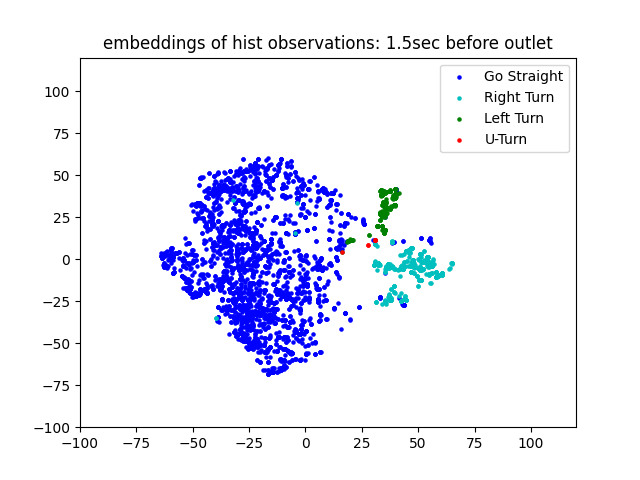 embeddings of hist observations: 1.5sec before outlet
Go Straight
Right Turn
Left Turn
U-Turn
100
75
50
25
0
−25
−50
−75
−100
−100 −75 −50 −25 0 25 50 75 100